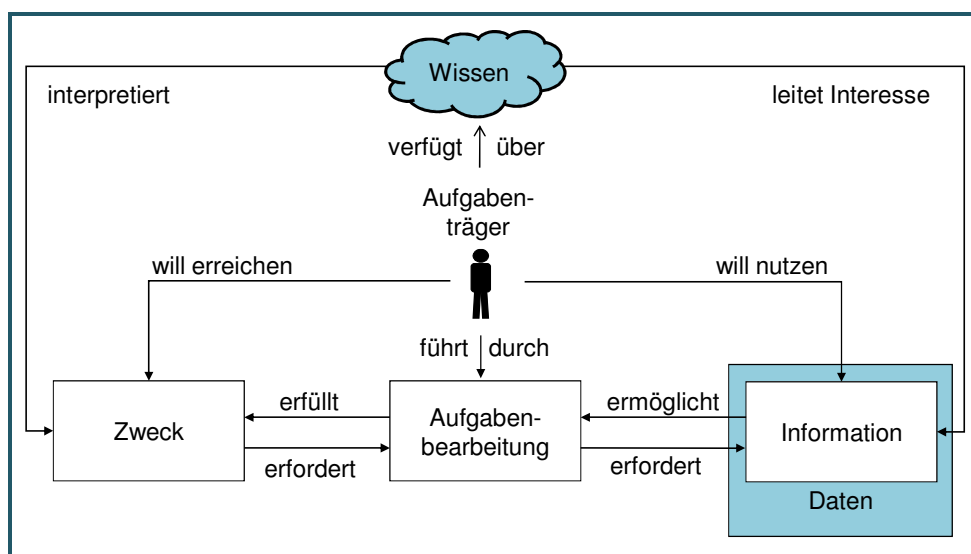 Wissen
interpretiert
leitet Interesse
verfügt über
Aufgaben-
träger
will erreichen
will nutzen
führt durch
Zweck
erfüllt
erfordert
Aufgaben-
bearbeitung
ermöglicht
erfordert
Information
Daten